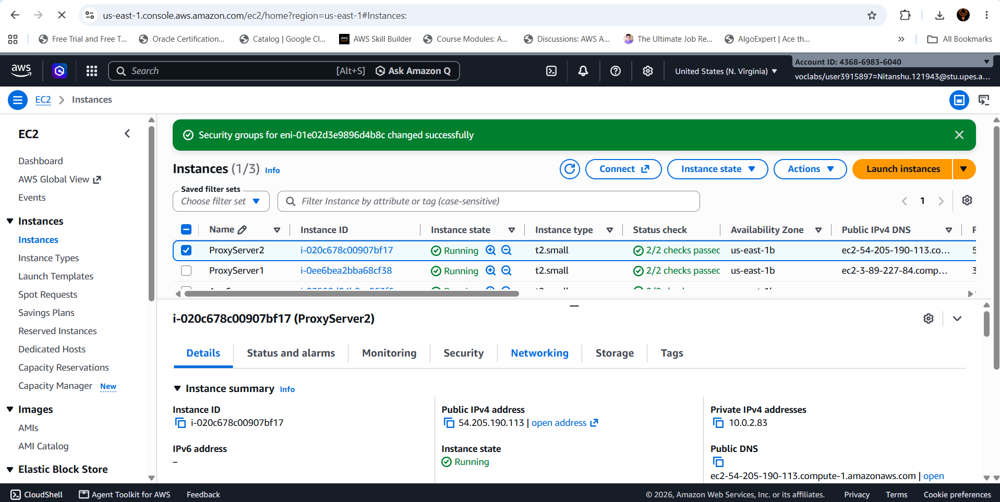 us-east-1.console.aws.amazon.com/ec2/home?region=us-east-1#Instances:
Free Trial and Free T... Oracle Certification... Catalog | Google Cl... aws AWS Skill Builder Course Modules: A... Discussions: AWS A... The Ultimate Job Re... AlgoExpert | Ace th... » All Bookmarks
aws Search [Alt+S] Ask Amazon Q United States (N. Virginia) Account ID: 4368-6983-6040
voclabs/user3915897=Nitanshu.121943@stu.upes.a...
EC2 Instances
EC2
Dashboard
AWS Global View
Events
Instances
Instances
Instance Types
Launch Templates
Spot Requests
Savings Plans
Reserved Instances
Dedicated Hosts
Capacity Reservations
Capacity Manager New
Images
AMIs
AMI Catalog
Elastic Block Store
Security groups for eni-01e02d3e9896d4b8c changed successfully
Instances (1/3) Info Connect Instance state Actions Launch instances
Saved filter sets
Choose filter set Filter Instance by attribute or tag (case-sensitive) 1
Name Instance ID Instance state Instance type Status check Availability Zone Public IPv4 DNS
ProxyServer2 i-020c678c00907bf17 Running t2.small 2/2 checks passed us-east-1b ec2-54-205-190-113.co... 5
ProxyServer1 i-0ee6bea2bba68cf38 Running t2.small 2/2 checks passed us-east-1b ec2-3-89-227-84.comp... 3
i-020c678c00907bf17 (ProxyServer2)
Details Status and alarms Monitoring Security Networking Storage Tags
Instance summary Info
Instance ID
i-020c678c00907bf17
Public IPv4 address
54.205.190.113 | open address
Private IPv4 addresses
10.0.2.83
IPv6 address
–
Instance state
Running
Public DNS
ec2-54-205-190-113.compute-1.amazonaws.com | open
CloudShell Agent Toolkit for AWS Feedback © 2026, Amazon Web Services, Inc. or its affiliates. Privacy Terms Cookie preferences